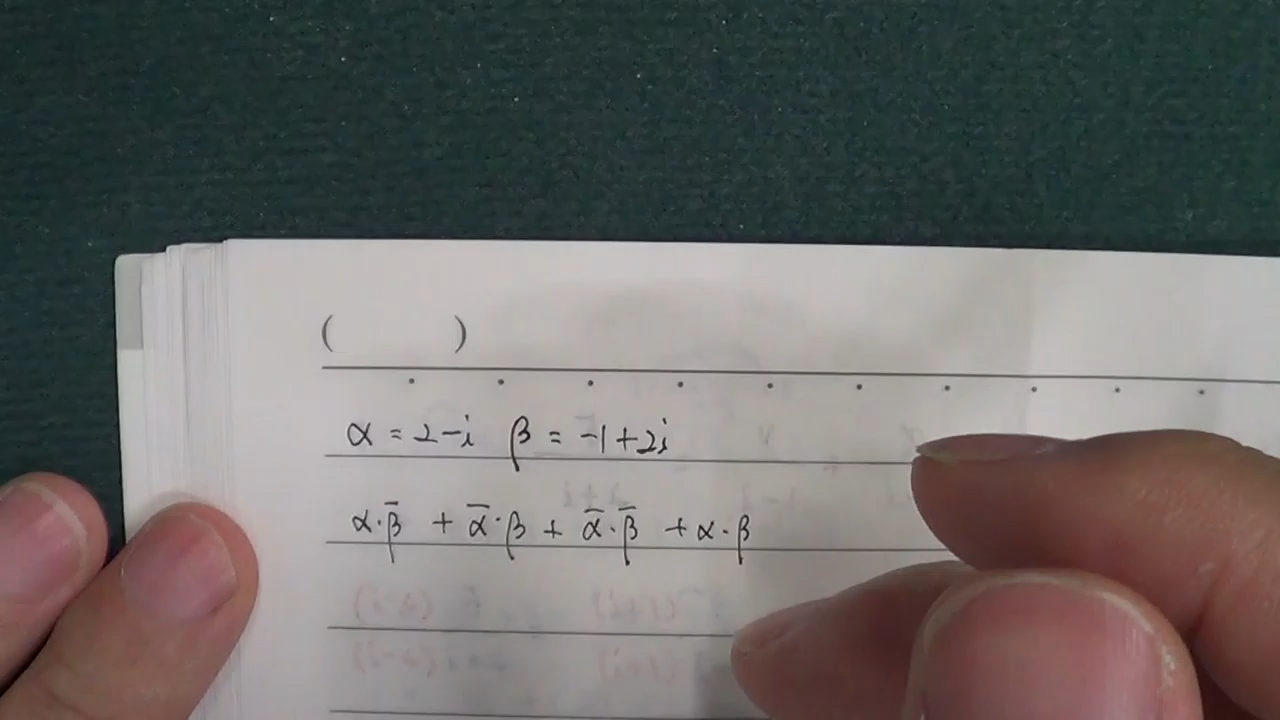 ( )
α = 2-i β = -1+2i
α·β̅ + α̅·β + α̅·β̅ + α·β